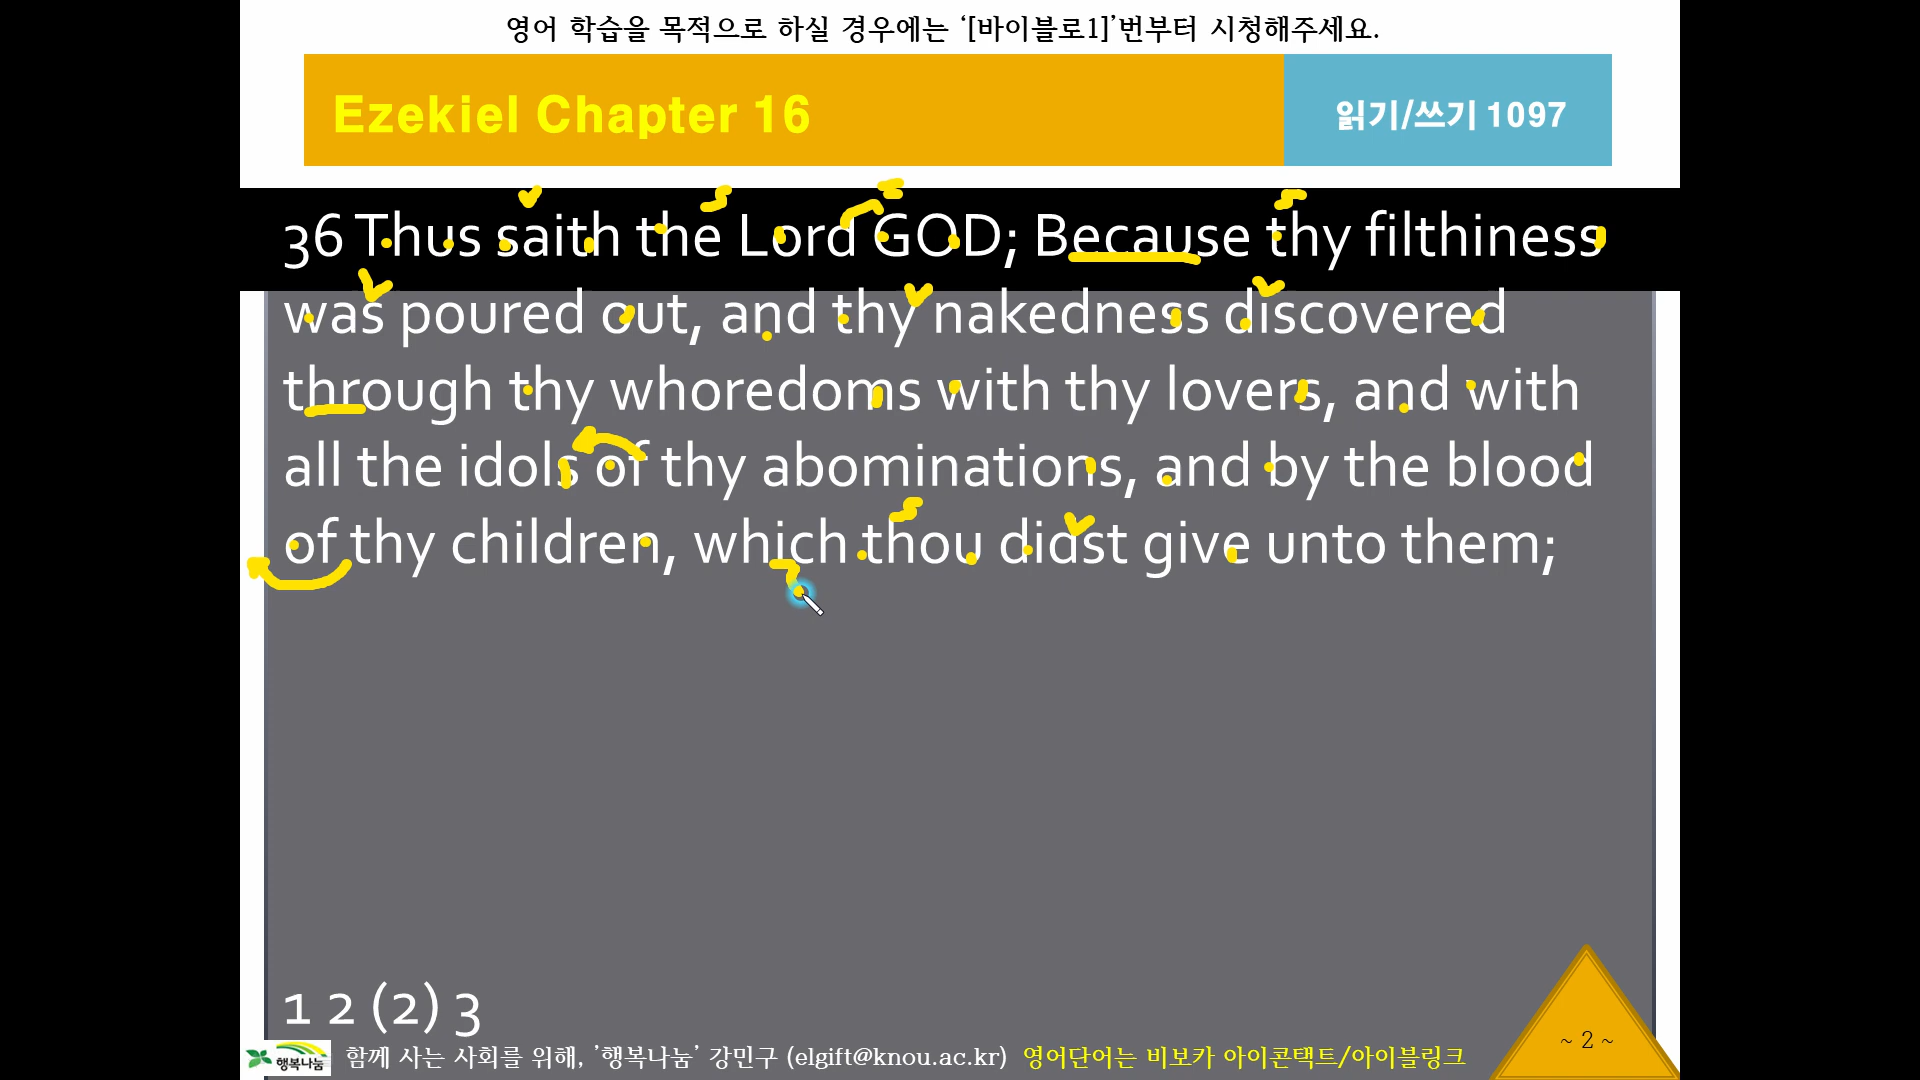 영어 학습을 목적으로 하실 경우에는 ‘[바이블로1]’번부터 시청해주세요.
Ezekiel Chapter 16
읽기/쓰기 1097
36 Thus saith the Lord GOD; Because thy filthiness
was poured out, and thy nakedness discovered
through thy whoredoms with thy lovers, and with
all the idols of thy abominations, and by the blood
of thy children, which thou didst give unto them;
1 2 (2) 3
~ 2 ~
행복나눔
함께 사는 사회를 위해, ’행복나눔’ 강민구 (elgift@knou.ac.kr) 영어단어는 비보카 아이콘택트/아이블링크